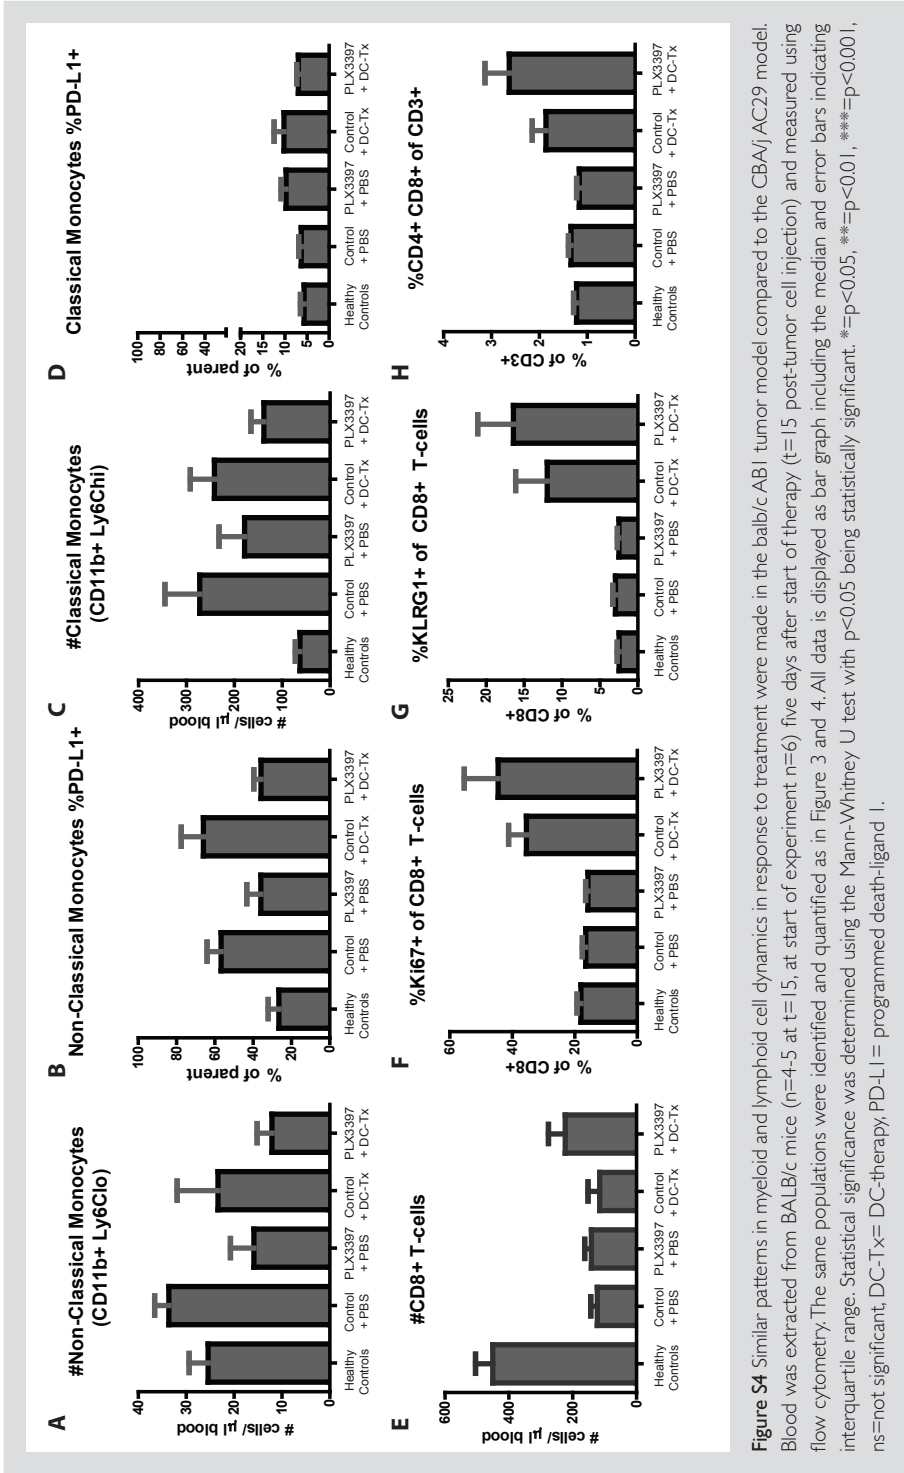 A
#Non-Classical Monocytes
(CD11b+ Ly6Clo)
# cells/ µl blood
40
30
20
10
0
Healthy
Controls
Control
+ PBS
PLX3397
+ PBS
Control
+ DC-Tx
PLX3397
+ DC-Tx
B
Non-Classical Monocytes %PD-L1+
% of parent
100
80
60
40
20
0
Healthy
Controls
Control
+ PBS
PLX3397
+ PBS
Control
+ DC-Tx
PLX3397
+ DC-Tx
C
#Classical Monocytes
(CD11b+ Ly6Chi)
# cells/ µl blood
400
300
200
100
0
Healthy
Controls
Control
+ PBS
PLX3397
+ PBS
Control
+ DC-Tx
PLX3397
+ DC-Tx
D
Classical Monocytes %PD-L1+
% of parent
100
80
60
40
20
15
10
5
0
Healthy
Controls
Control
+ PBS
PLX3397
+ PBS
Control
+ DC-Tx
PLX3397
+ DC-Tx
E
#CD8+ T-cells
# cells/ µl blood
600
400
200
0
Healthy
Controls
Control
+ PBS
PLX3397
+ PBS
Control
+ DC-Tx
PLX3397
+ DC-Tx
F
%Ki67+ of CD8+ T-cells
% of CD8+
60
40
20
0
Healthy
Controls
Control
+ PBS
PLX3397
+ PBS
Control
+ DC-Tx
PLX3397
+ DC-Tx
G
%KLRG1+ of CD8+ T-cells
% of CD8+
25
20
15
10
5
0
Healthy
Controls
Control
+ PBS
PLX3397
+ PBS
Control
+ DC-Tx
PLX3397
+ DC-Tx
H
%CD4+ CD8+ of CD3+
% of CD3+
4
3
2
1
0
Healthy
Controls
Control
+ PBS
PLX3397
+ PBS
Control
+ DC-Tx
PLX3397
+ DC-Tx
Figure S4 Similar patterns in myeloid and lymphoid cell dynamics in response to treatment were made in the balb/c AB1 tumor model compared to the CBA/j AC29 model.
Blood was extracted from BALB/c mice (n=4-5 at t=15, at start of experiment n=6) five days after start of therapy (t=15 post-tumor cell injection) and measured using
flow cytometry. The same populations were identified and quantified as in Figure 3 and 4. All data is displayed as bar graph including the median and error bars indicating
interquartile range. Statistical significance was determined using the Mann-Whitney U test with p<0.05 being statistically significant. *=p<0.05, **=p<0.01, ***=p<0.001,
ns=not significant, DC-Tx= DC-therapy, PD-L1= programmed death-ligand 1.